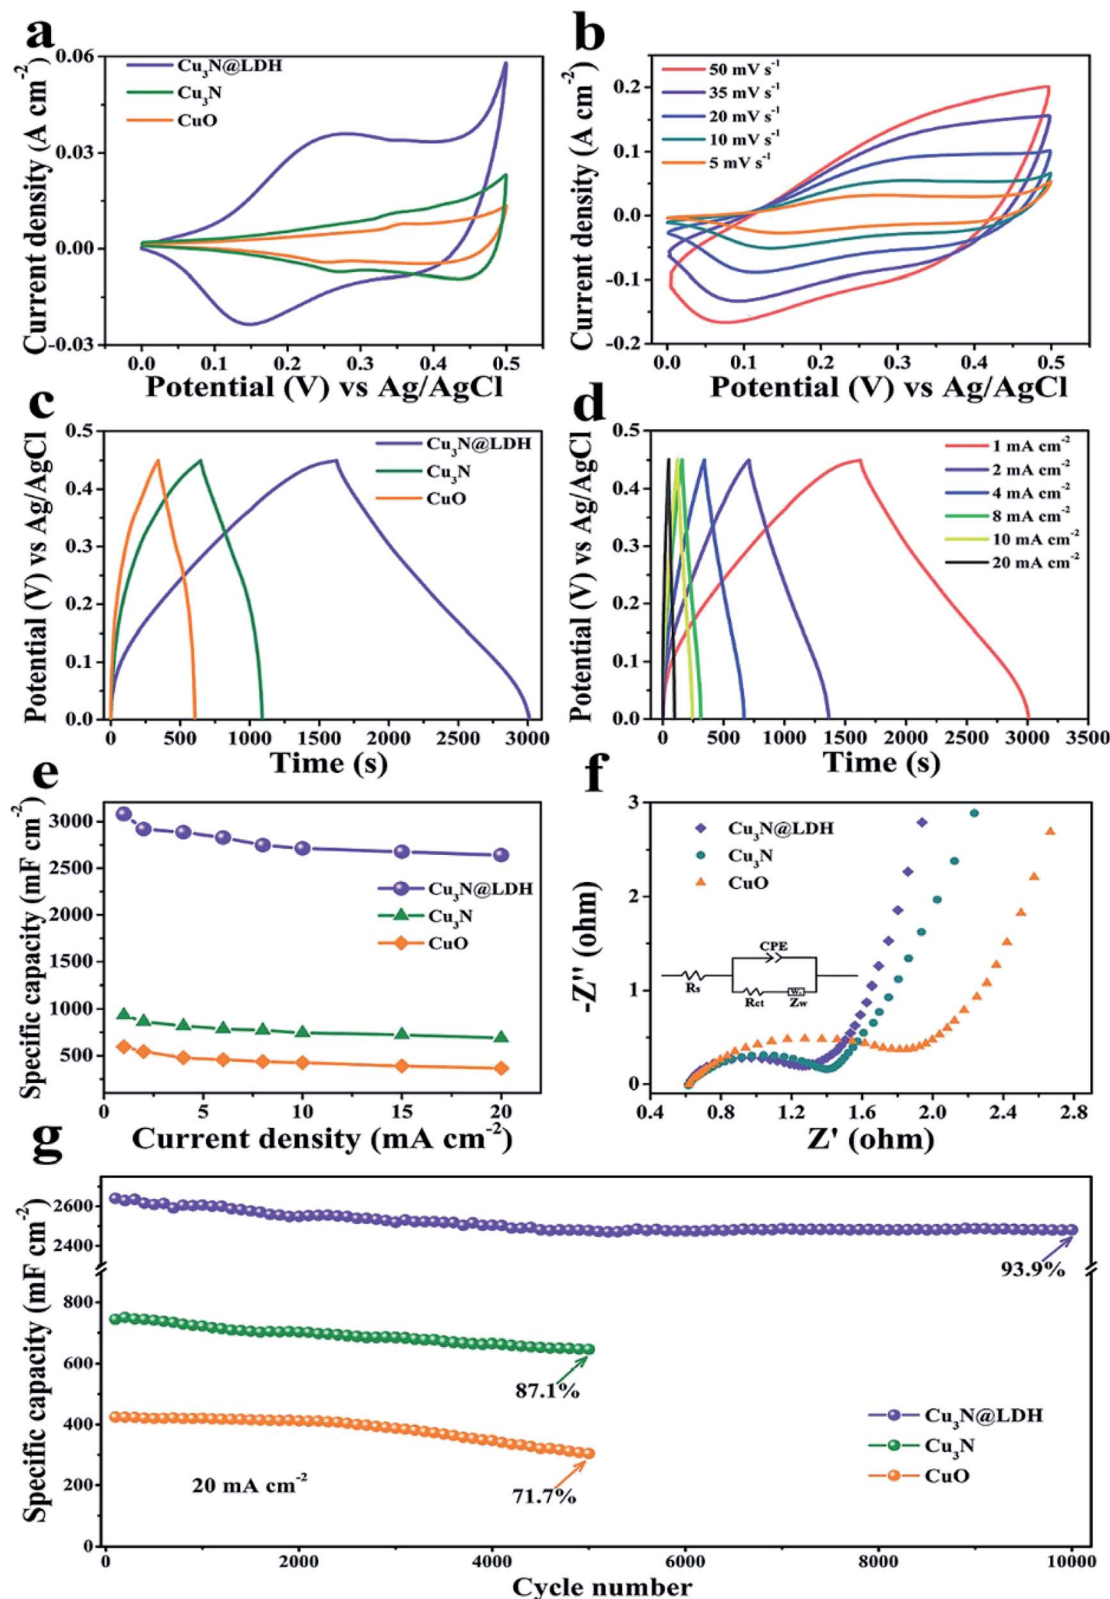 a
Cu₃N@LDH
Cu₃N
CuO
0.06
0.03
0.00
-0.03
Current density (A cm⁻²)
0.0 0.1 0.2 0.3 0.4 0.5
Potential (V) vs Ag/AgCl
b
50 mV s⁻¹
35 mV s⁻¹
20 mV s⁻¹
10 mV s⁻¹
5 mV s⁻¹
0.2
0.1
0.0
-0.1
-0.2
Current density (A cm⁻²)
0.0 0.1 0.2 0.3 0.4 0.5
Potential (V) vs Ag/AgCl
c
Cu₃N@LDH
Cu₃N
CuO
0.5
0.4
0.3
0.2
0.1
0.0
Potential (V) vs Ag/AgCl
0 500 1000 1500 2000 2500 3000
Time (s)
d
1 mA cm⁻²
2 mA cm⁻²
4 mA cm⁻²
8 mA cm⁻²
10 mA cm⁻²
20 mA cm⁻²
0.5
0.4
0.3
0.2
0.1
0.0
Potential (V) vs Ag/AgCl
0 500 1000 1500 2000 2500 3000 3500
Time (s)
e
3000
2500
2000
1500
1000
500
Specific capacity (mF cm⁻²)
Cu₃N@LDH
Cu₃N
CuO
0 5 10 15 20
Current density (mA cm⁻²)
f
3
2
1
0
-Z'' (ohm)
Cu₃N@LDH
Cu₃N
CuO
CPE
Rs
Rct
Zw
0.4 0.8 1.2 1.6 2.0 2.4 2.8
Z' (ohm)
g
2600
2400
800
600
400
200
0
Specific capacity (mF cm⁻²)
93.9%
87.1%
71.7%
20 mA cm⁻²
Cu₃N@LDH
Cu₃N
CuO
0 2000 4000 6000 8000 10000
Cycle number